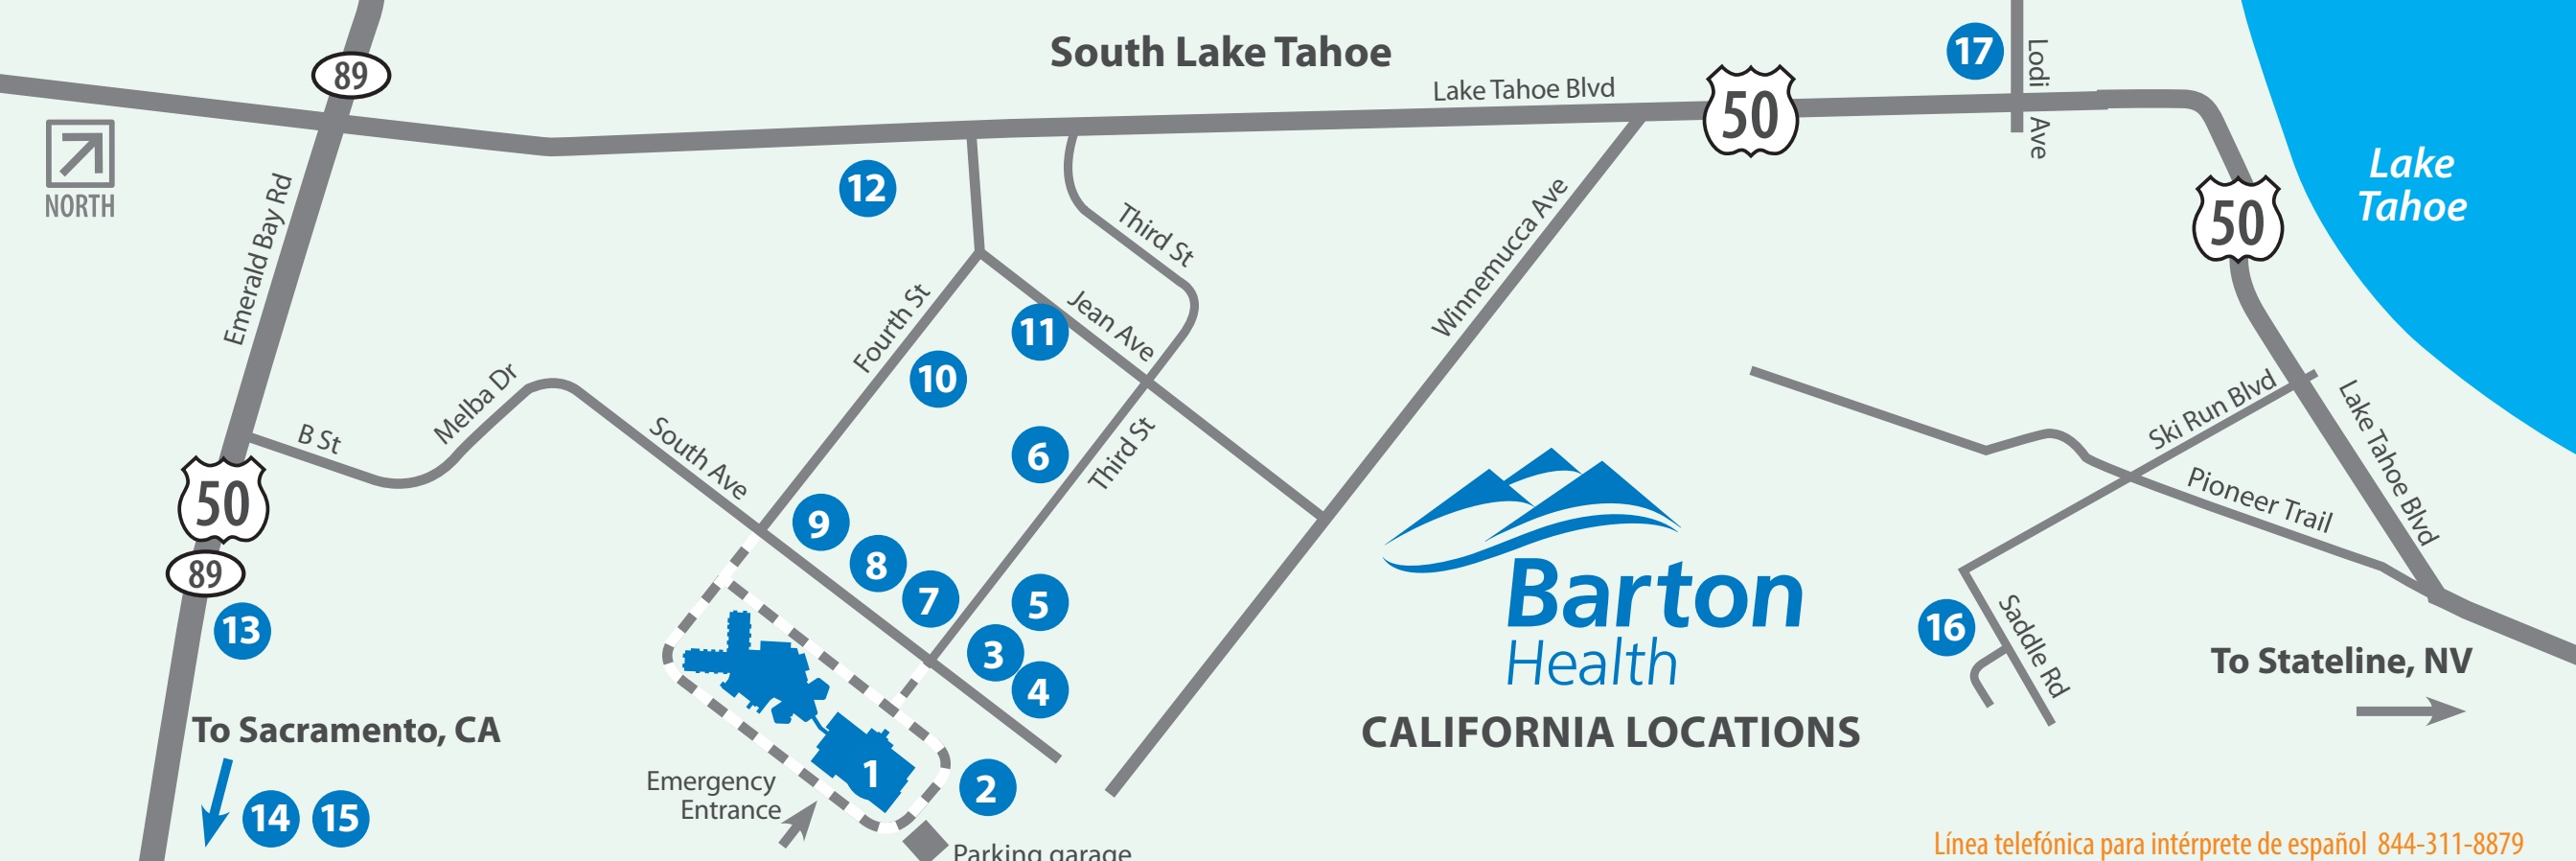 South Lake Tahoe
17
Lodi Ave
89
Lake Tahoe Blvd
50
NORTH
Emerald Bay Rd
12
Third St
Winnemucca Ave
50
Lake
Tahoe
Fourth St
11
Jean Ave
10
Melba Dr
B St
South Ave
6
Third St
Ski Run Blvd
Lake Tahoe Blvd
Pioneer Trail
50
89
9
8
7
5
3
4
13
Barton
Health
CALIFORNIA LOCATIONS
16
Saddle Rd
To Stateline, NV
To Sacramento, CA
14
15
Emergency
Entrance
1
2
Parking garage
Línea telefónica para intérprete de español 844-311-8879